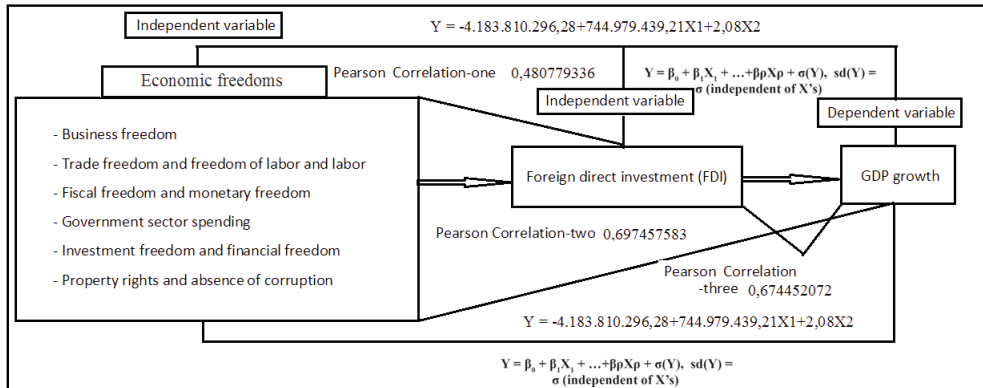 Independent variable
Y = -4.183.810.296,28+744.979.439,21X1+2,08X2
Economic freedoms
Pearson Correlation-one 0,480779336
Y = β₀ + β₁X₁ + ...+βρXρ + σ(Y), sd(Y) =
σ (independent of X's)
Independent variable
Dependent variable
- Business freedom
- Trade freedom and freedom of labor and labor
- Fiscal freedom and monetary freedom
- Government sector spending
- Investment freedom and financial freedom
- Property rights and absence of corruption
Foreign direct investment (FDI)
GDP growth
Pearson Correlation-two 0,697457583
Pearson Correlation
-three 0,674452072
Y = -4.183.810.296,28+744.979.439,21X1+2,08X2
Y = β₀ + β₁X₁ + ...+βρXρ + σ(Y), sd(Y) =
σ (independent of X's)